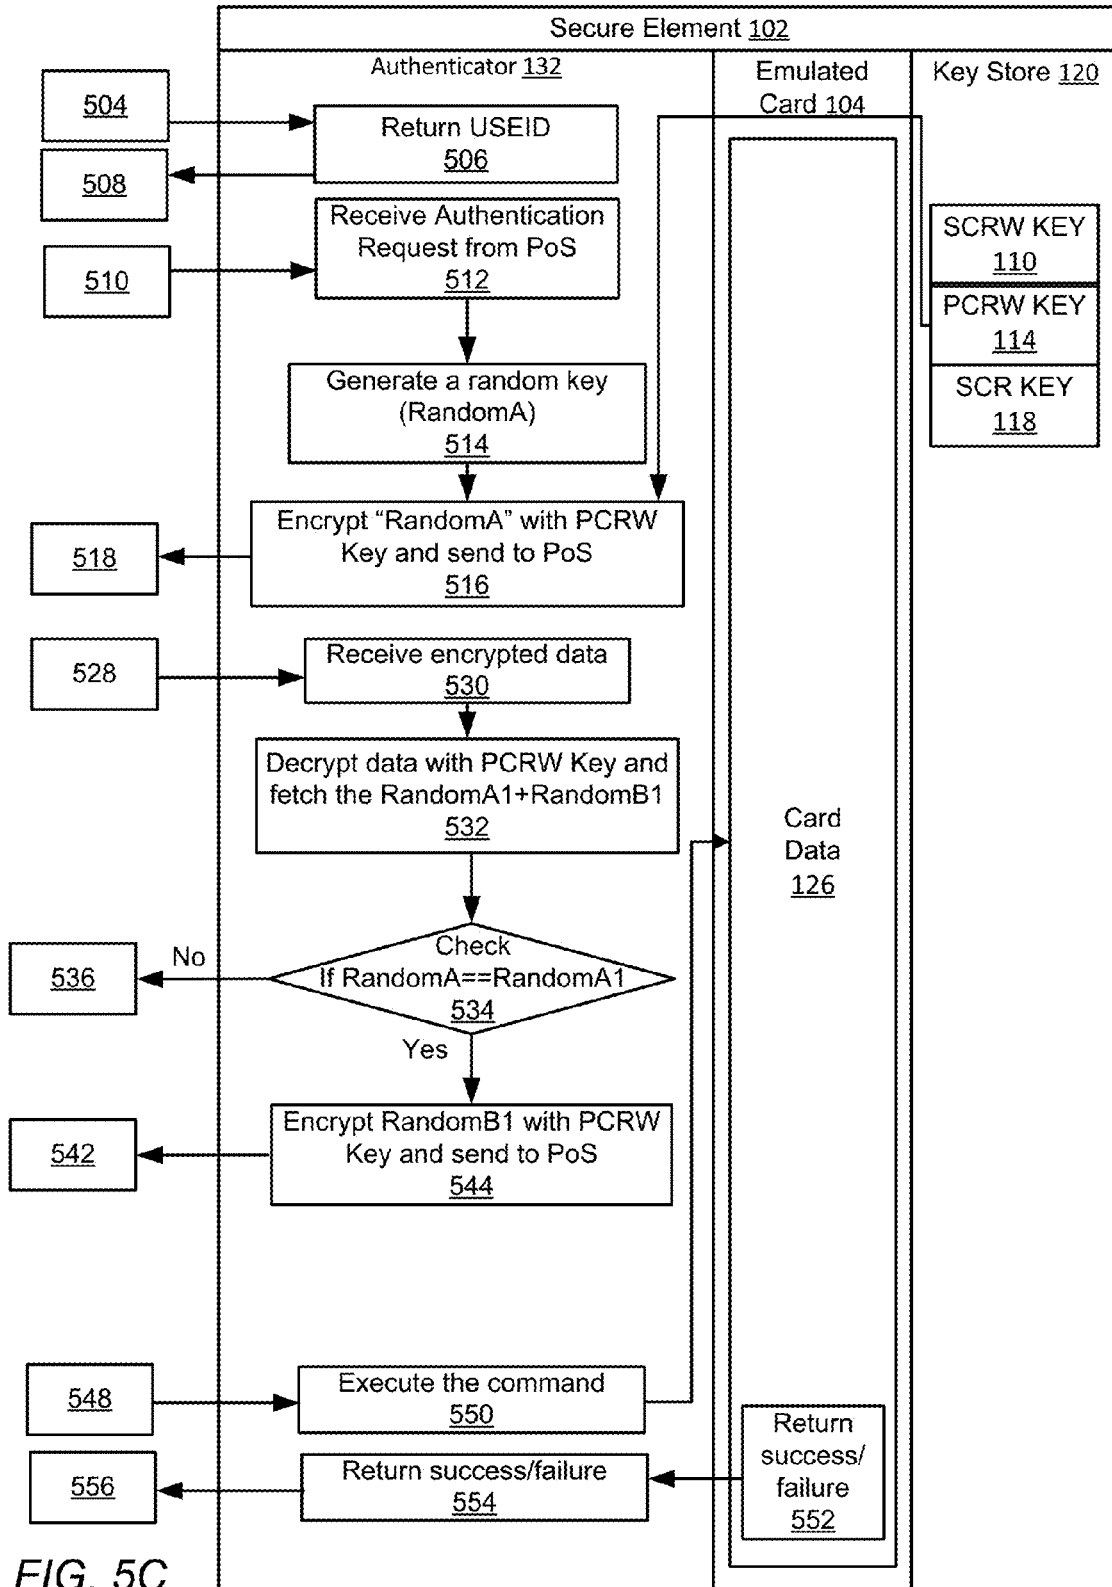 Secure Element 102
Authenticator 132
Emulated
Card 104
Key Store 120
504
Return USEID
506
508
Receive Authentication
Request from PoS
512
510
SCRW KEY
110
PCRW KEY
114
SCR KEY
118
Generate a random key
(RandomA)
514
Encrypt “RandomA” with PCRW
Key and send to PoS
516
518
528
Receive encrypted data
530
Decrypt data with PCRW Key and
fetch the RandomA1+RandomB1
532
Card
Data
126
Check
If RandomA==RandomA1
534
No
536
Yes
Encrypt RandomB1 with PCRW
Key and send to PoS
544
542
548
Execute the command
550
Return
success/
failure
552
Return success/failure
554
556
FIG. 5C